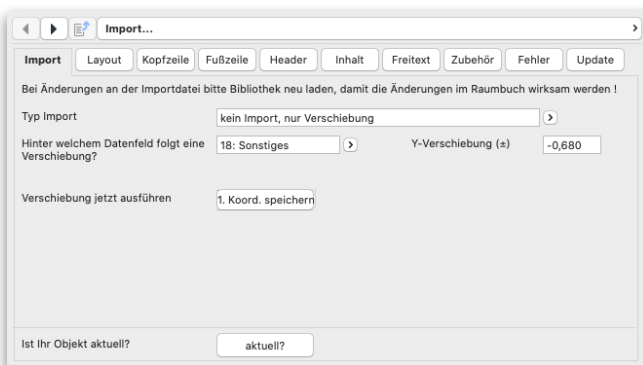 Import...
Import Layout Kopfzeile Fußzeile Header Inhalt Freitext Zubehör Fehler Update
Bei Änderungen an der Importdatei bitte Bibliothek neu laden, damit die Änderungen im Raumbuch wirksam werden !
Typ Import kein Import, nur Verschiebung
Hinter welchem Datenfeld folgt eine 18: Sonstiges Y-Verschiebung (±) -0,680
Verschiebung?
Verschiebung jetzt ausführen 1. Koord. speichern
Ist Ihr Objekt aktuell? aktuell?